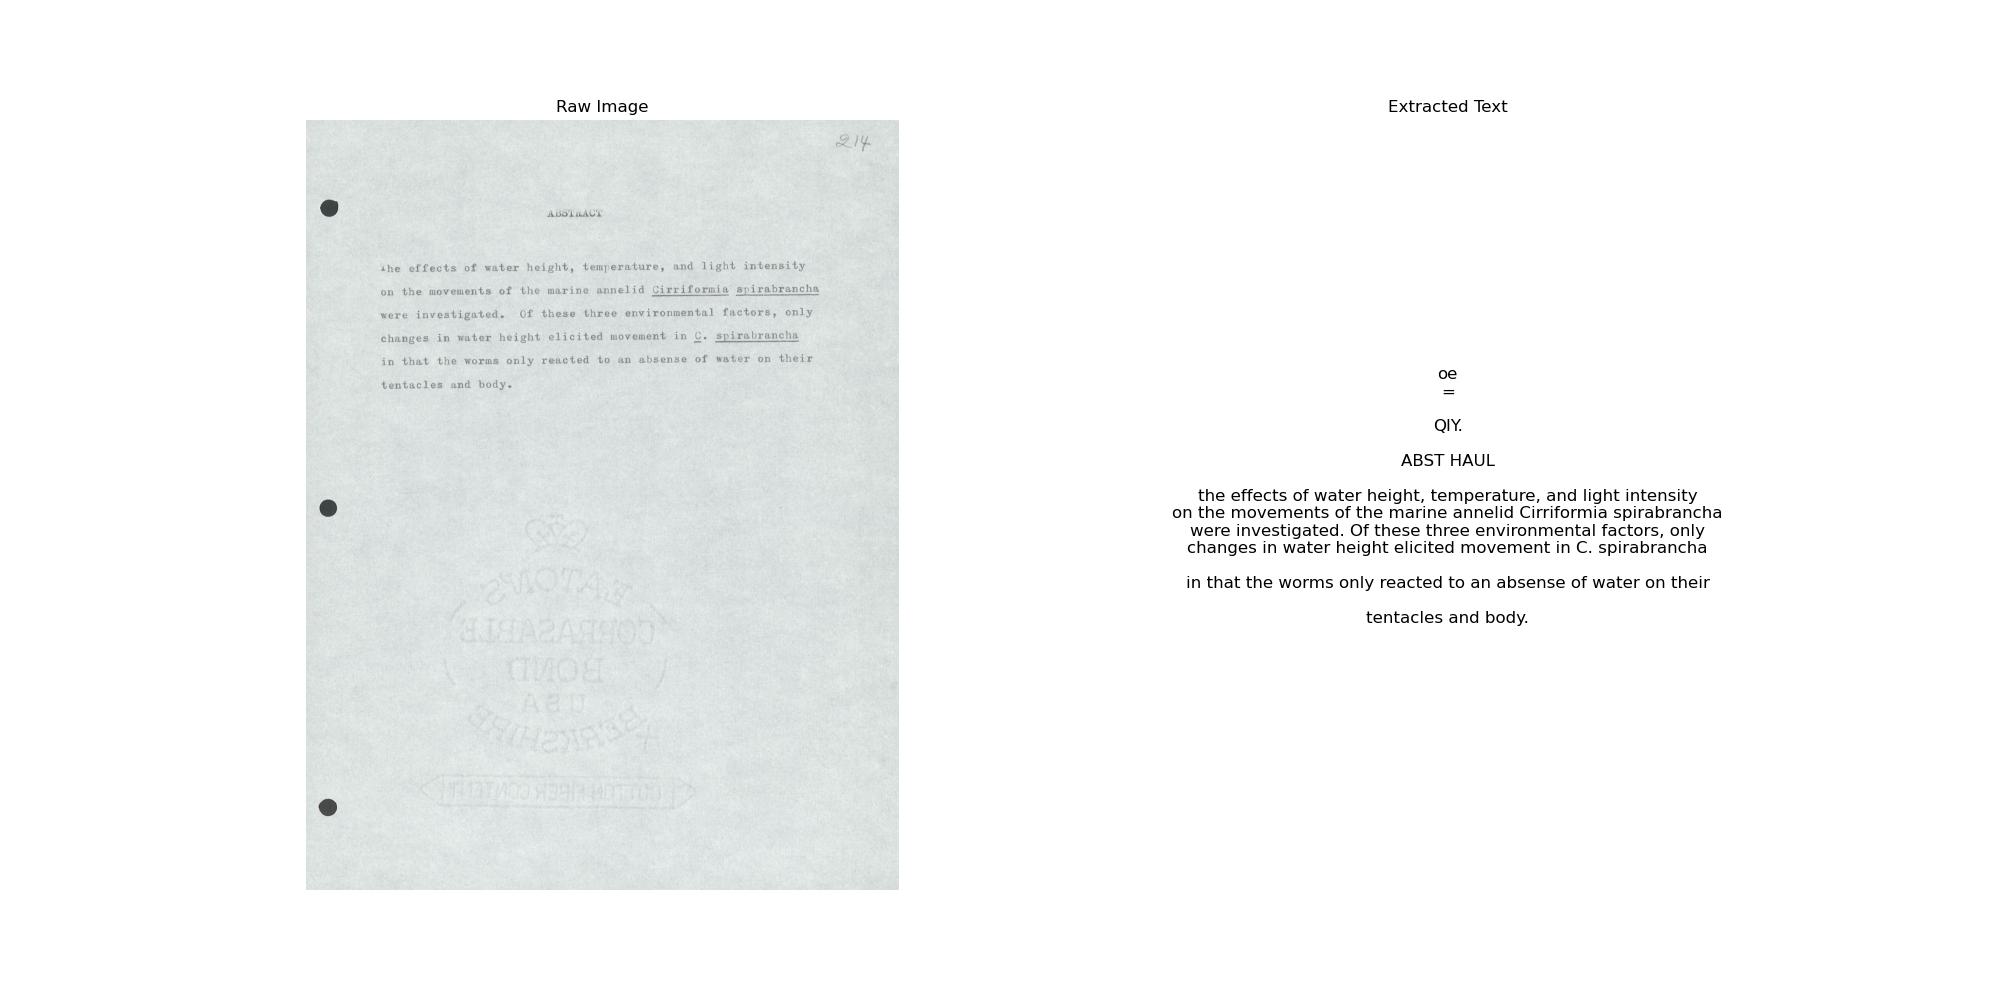 Raw Image
214
ABSTRACT
The effects of water height, temperature, and light intensity
on the movements of the marine annelid Cirriformia spirabrancha
were investigated. Of these three environmental factors, only
changes in water height elicited movement in C. spirabrancha
in that the worms only reacted to an absense of water on their
tentacles and body.
EATON'S
CORRASABLE
BOND
USA
BERKSHIRE
COTTON FIBER CONTENT
Extracted Text
oe
=
QIY.
ABST HAUL
the effects of water height, temperature, and light intensity
on the movements of the marine annelid Cirriformia spirabrancha
were investigated. Of these three environmental factors, only
changes in water height elicited movement in C. spirabrancha
in that the worms only reacted to an absense of water on their
tentacles and body.